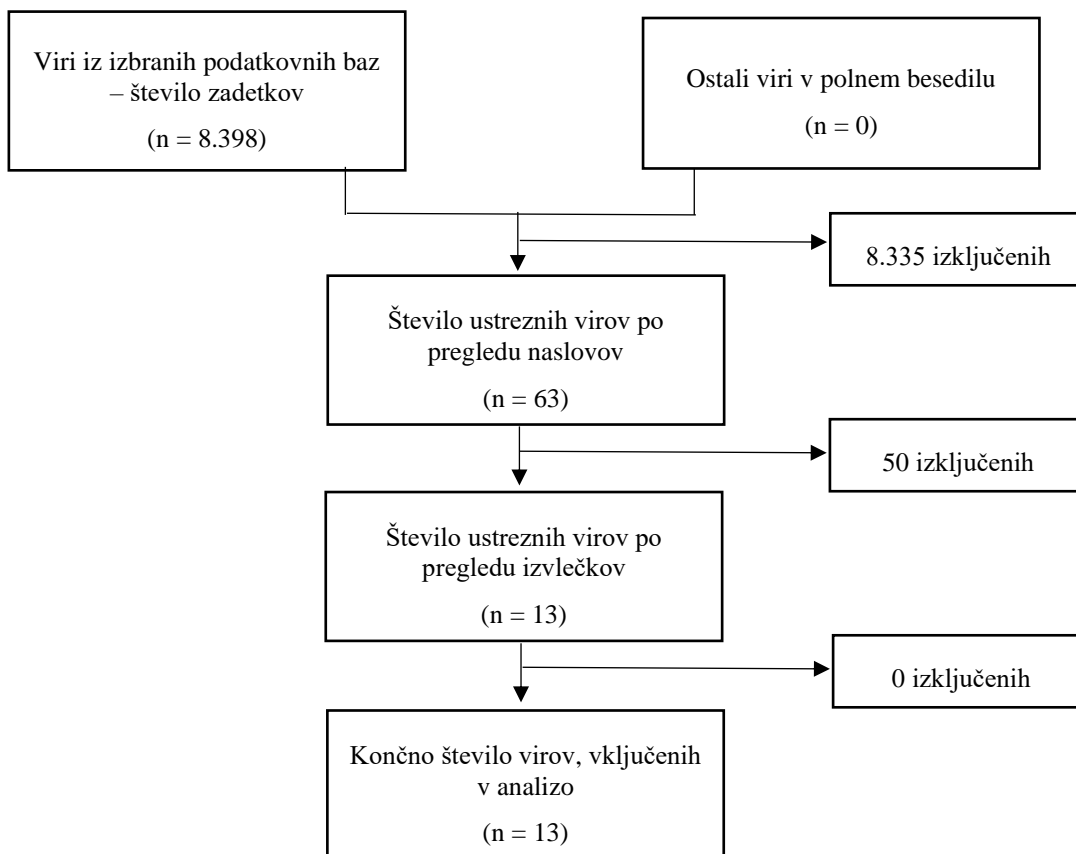 Viri iz izbranih podatkovnih baz
– število zadetkov
(n = 8.398)
Ostali viri v polnem besedilu
(n = 0)
8.335 izključenih
Število ustreznih virov po
pregledu naslovov
(n = 63)
50 izključenih
Število ustreznih virov po
pregledu izvlečkov
(n = 13)
0 izključenih
Končno število virov, vključenih
v analizo
(n = 13)